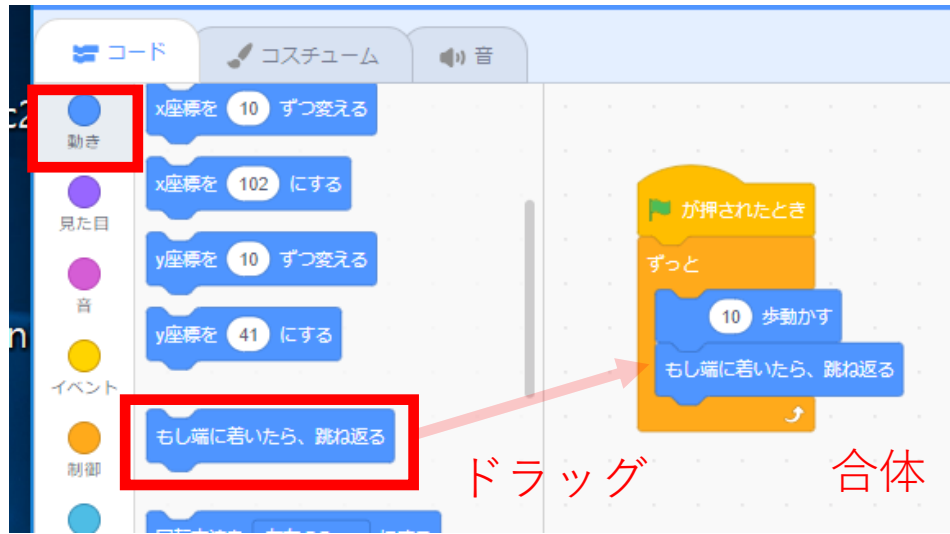 コード
コスチューム
音
動き
見た目
音
イベント
制御
x座標を 10 ずつ変える
x座標を 102 にする
y座標を 10 ずつ変える
y座標を 41 にする
もし端に着いたら、跳ね返る
が押されたとき
ずっと
10 歩動かす
もし端に着いたら、跳ね返る
ドラッグ
合体